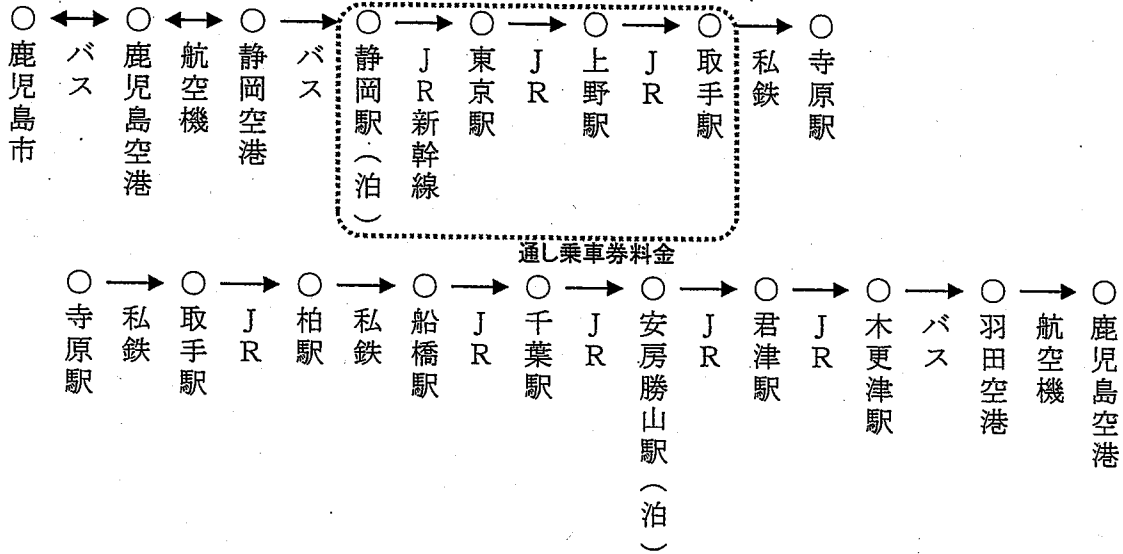 ○ ←→ ○ ←→ ○ → ○ → ○ → ○ → ○ → ○
鹿児島市 バス 鹿児島空港 航空機 静岡空港 バス 静岡駅（泊） JR新幹線 東京駅 JR 上野駅 JR 取手駅 私鉄 寺原駅
通し乗車券料金
○ → ○ → ○ → ○ → ○ → ○ → ○ → ○ → ○ → ○
寺原駅 私鉄 取手駅 JR 柏駅 私鉄 船橋駅 JR 千葉駅 JR 安房勝山駅（泊） JR 君津駅 JR 木更津駅 バス 羽田空港 航空機 鹿児島空港